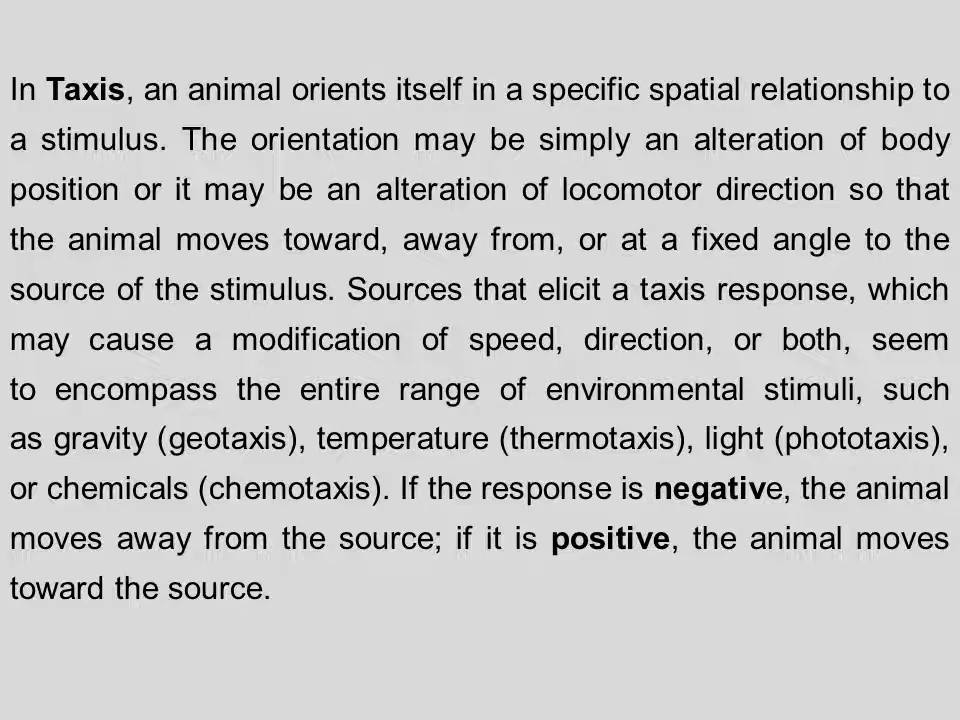 In Taxis, an animal orients itself in a specific spatial relationship to
a stimulus. The orientation may be simply an alteration of body
position or it may be an alteration of locomotor direction so that
the animal moves toward, away from, or at a fixed angle to the
source of the stimulus. Sources that elicit a taxis response, which
may cause a modification of speed, direction, or both, seem
to encompass the entire range of environmental stimuli, such
as gravity (geotaxis), temperature (thermotaxis), light (phototaxis),
or chemicals (chemotaxis). If the response is negative, the animal
moves away from the source; if it is positive, the animal moves
toward the source.